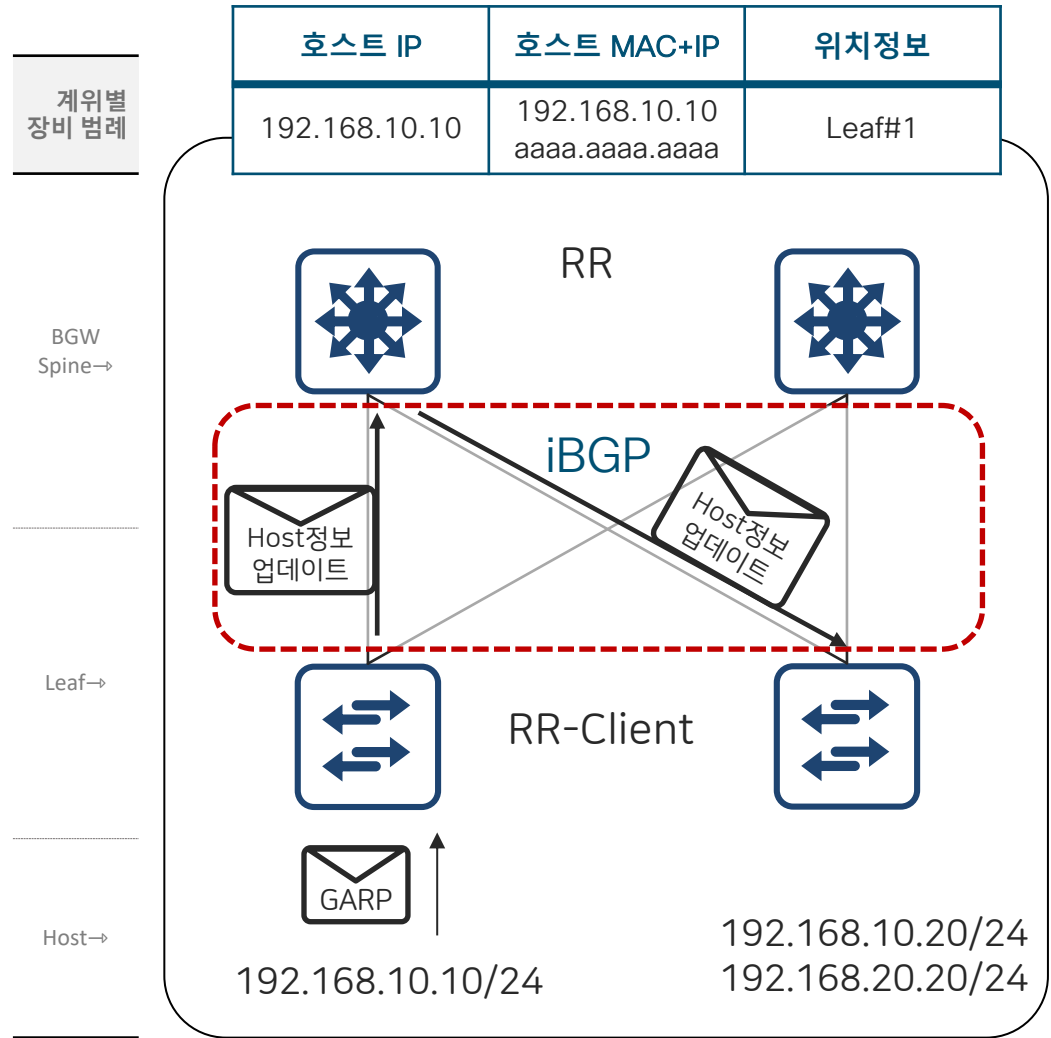 호스트 IP
호스트 MAC+IP
위치정보
계위별
장비 범례
192.168.10.10
192.168.10.10
aaaa.aaaa.aaaa
Leaf#1
RR
BGW
Spine→
iBGP
Host정보
업데이트
Host정보
업데이트
Leaf→
RR-Client
GARP
Host→
192.168.10.10/24
192.168.10.20/24
192.168.20.20/24